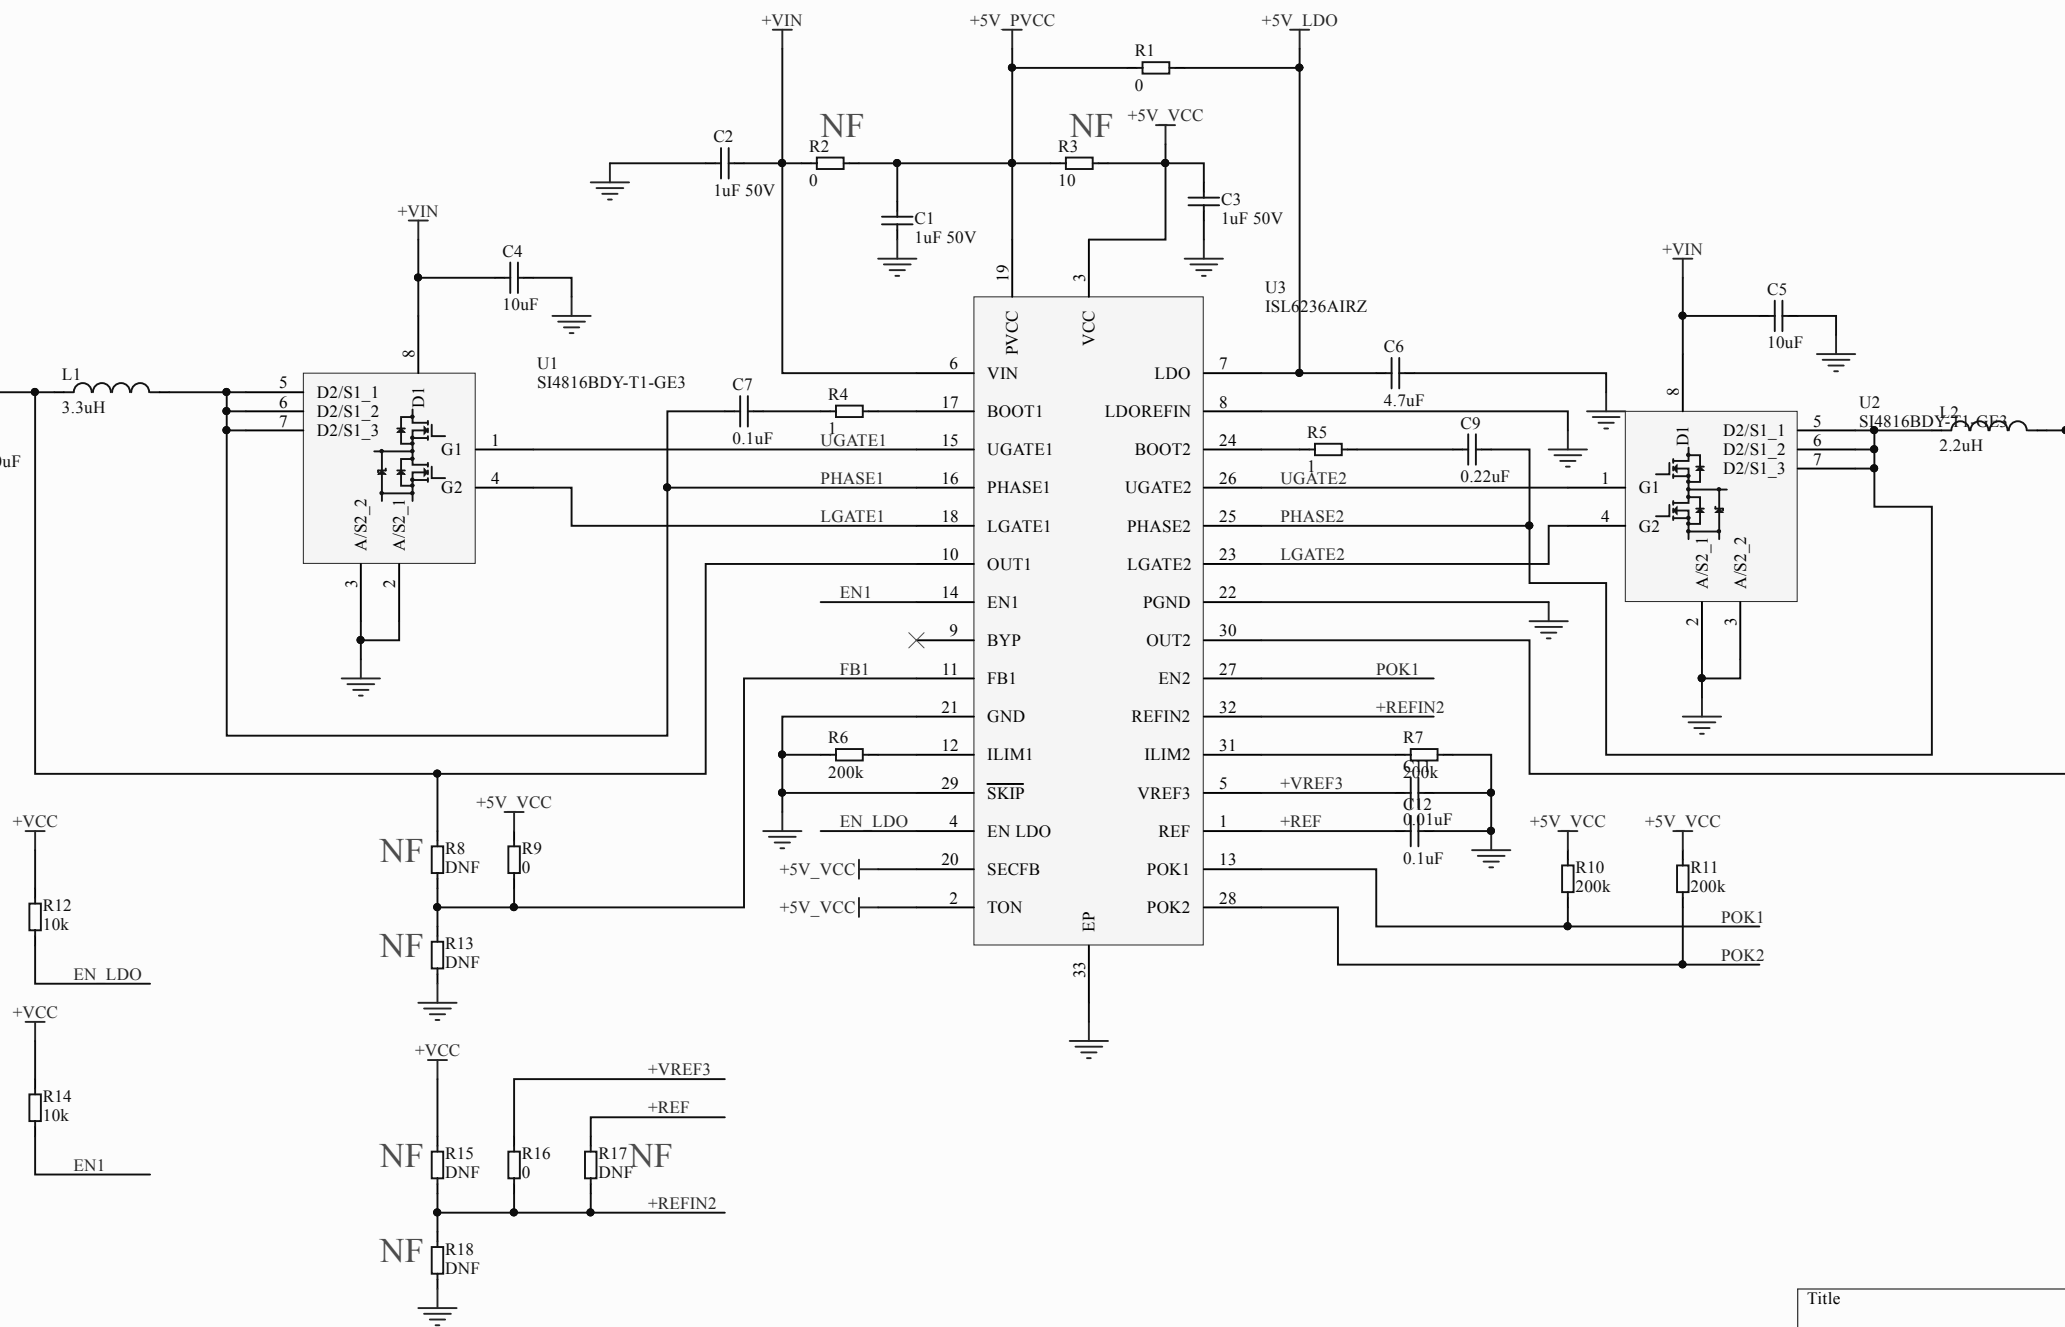 +VIN
+5V_PVCC
+5V_LDO
R1
0
NF
NF
+5V_VCC
C2
1uF 50V
R2
0
R3
10
C1
1uF 50V
C3
1uF 50V
+VIN
C4
10uF
8
19
3
U3
ISL6236AIRZ
+VIN
C5
10uF
8
L1
3.3uH
0uF
5
6
7
D2/S1_1
D2/S1_2
D2/S1_3
D1
G1
G2
A/S2_2
A/S2_1
1
4
3
2
U1
SI4816BDY-T1-GE3
C7
0.1uF
R4
1
UGATE1
PHASE1
LGATE1
EN1
FB1
R6
200k
EN_LDO
+5V_VCC
+5V_VCC
PVCC
VCC
6 VIN
17 BOOT1
15 UGATE1
16 PHASE1
18 LGATE1
10 OUT1
14 EN1
9 BYP
11 FB1
21 GND
12 ILIM1
29 SKIP
4 EN LDO
20 SECFB
2 TON
LDO 7
LDOREFIN 8
BOOT2 24
UGATE2 26
PHASE2 25
LGATE2 23
PGND 22
OUT2 30
EN2 27
REFIN2 32
ILIM2 31
VREF3 5
REF 1
POK1 13
POK2 28
EP
33
C6
4.7uF
R5
1
C9
0.22uF
UGATE2
PHASE2
LGATE2
POK1
+REFIN2
R7
200k
+VREF3
C12
0.01uF
+REF
0.1uF
1
4
G1
G2
D1
D2/S1_1
D2/S1_2
D2/S1_3
A/S2_1
A/S2_2
5
6
7
2
3
U2
SI4816BDY-T1-GE3
L2
2.2uH
+5V_VCC
+5V_VCC
R10
200k
R11
200k
POK1
POK2
+VCC
R12
10k
EN_LDO
+VCC
R14
10k
EN1
+5V_VCC
NF
R8
DNF
R9
0
NF
R13
DNF
+VCC
+VREF3
+REF
NF
R15
DNF
R16
0
R17
DNF
NF
+REFIN2
NF
R18
DNF
Title